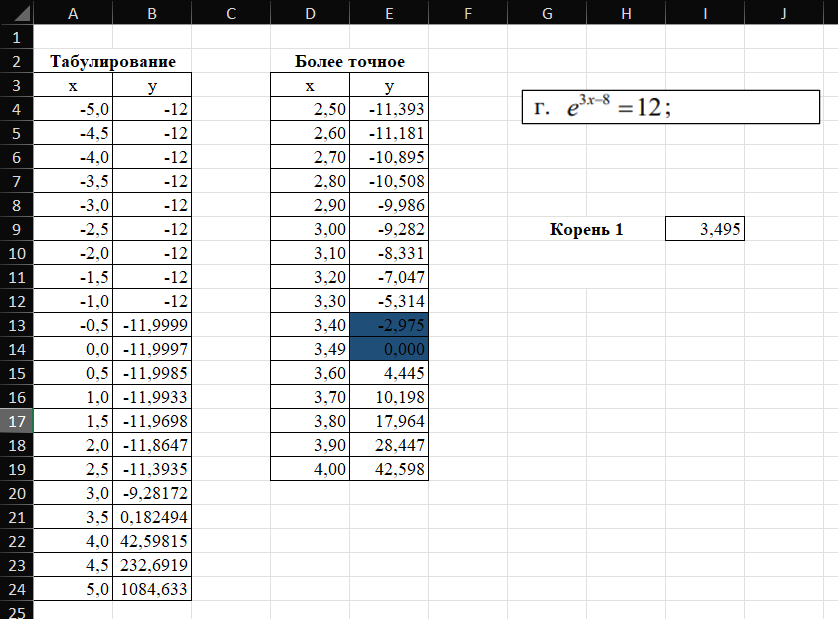 A B C D E F G H I J
1
2 Табулирование Более точное
3 x y x y
4 -5,0 -12 2,50 -11,393 г. e^{3x–8} = 12;
5 -4,5 -12 2,60 -11,181
6 -4,0 -12 2,70 -10,895
7 -3,5 -12 2,80 -10,508
8 -3,0 -12 2,90 -9,986
9 -2,5 -12 3,00 -9,282 Корень 1 3,495
10 -2,0 -12 3,10 -8,331
11 -1,5 -12 3,20 -7,047
12 -1,0 -12 3,30 -5,314
13 -0,5 -11,9999 3,40 -2,975
14 0,0 -11,9997 3,49 0,000
15 0,5 -11,9985 3,60 4,445
16 1,0 -11,9933 3,70 10,198
17 1,5 -11,9698 3,80 17,964
18 2,0 -11,8647 3,90 28,447
19 2,5 -11,3935 4,00 42,598
20 3,0 -9,28172
21 3,5 0,182494
22 4,0 42,59815
23 4,5 232,6919
24 5,0 1084,633
25